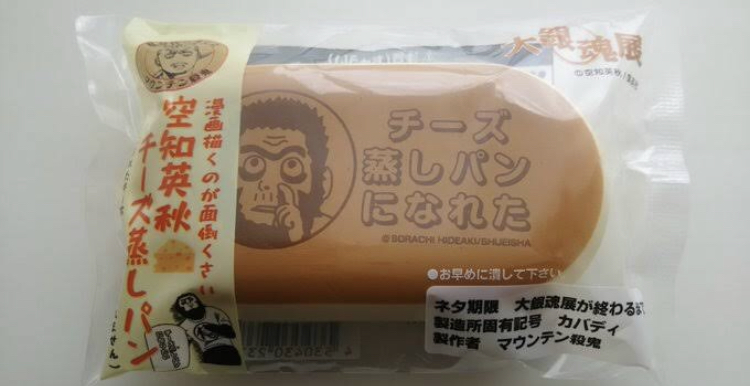 マウンテン殺鬼
漫画描くのが面倒くさい
空知英秋
チーズ蒸しパン
ません)
大銀魂展
©空知英秋/集英社
チーズ
蒸しパン
になれた
©SORACHI HIDEAKI/SHUEISHA
●お早めに潰して下さい
ネタ期限 大銀魂展が終わるまで
製造所固有記号 カバディ
製作者 マウンテン殺鬼